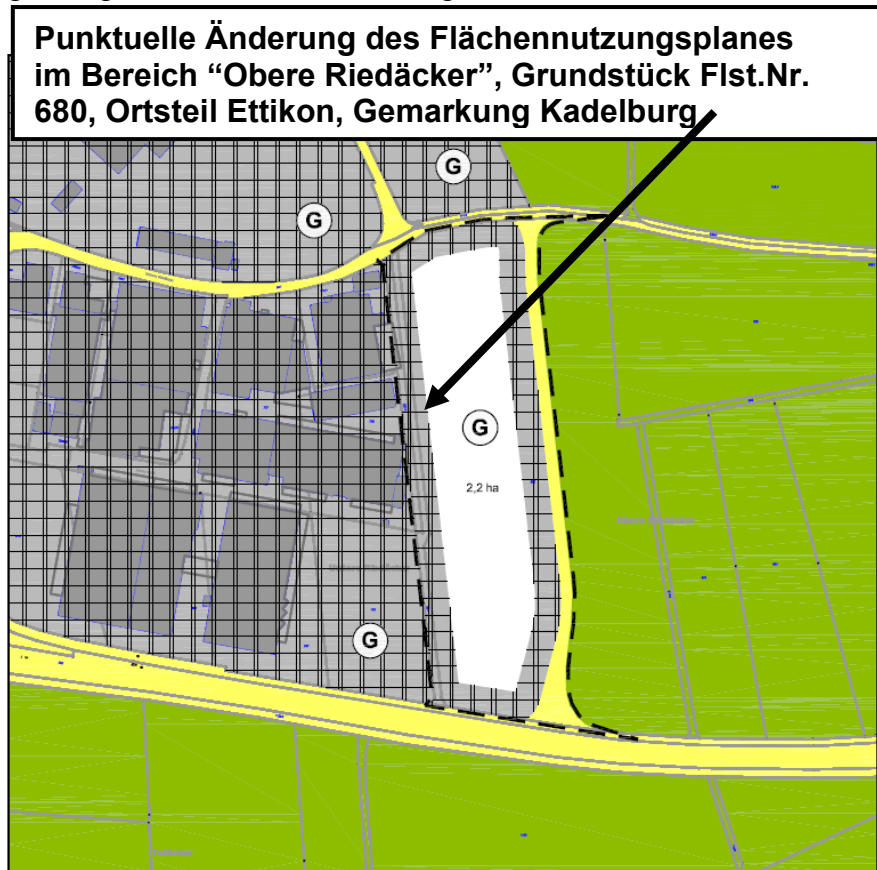 Punktuelle Änderung des Flächennutzungsplanes
im Bereich “Obere Riedäcker”, Grundstück Flst.Nr.
680, Ortsteil Ettikon, Gemarkung Kadelburg
G
G
G
2,2 ha
G